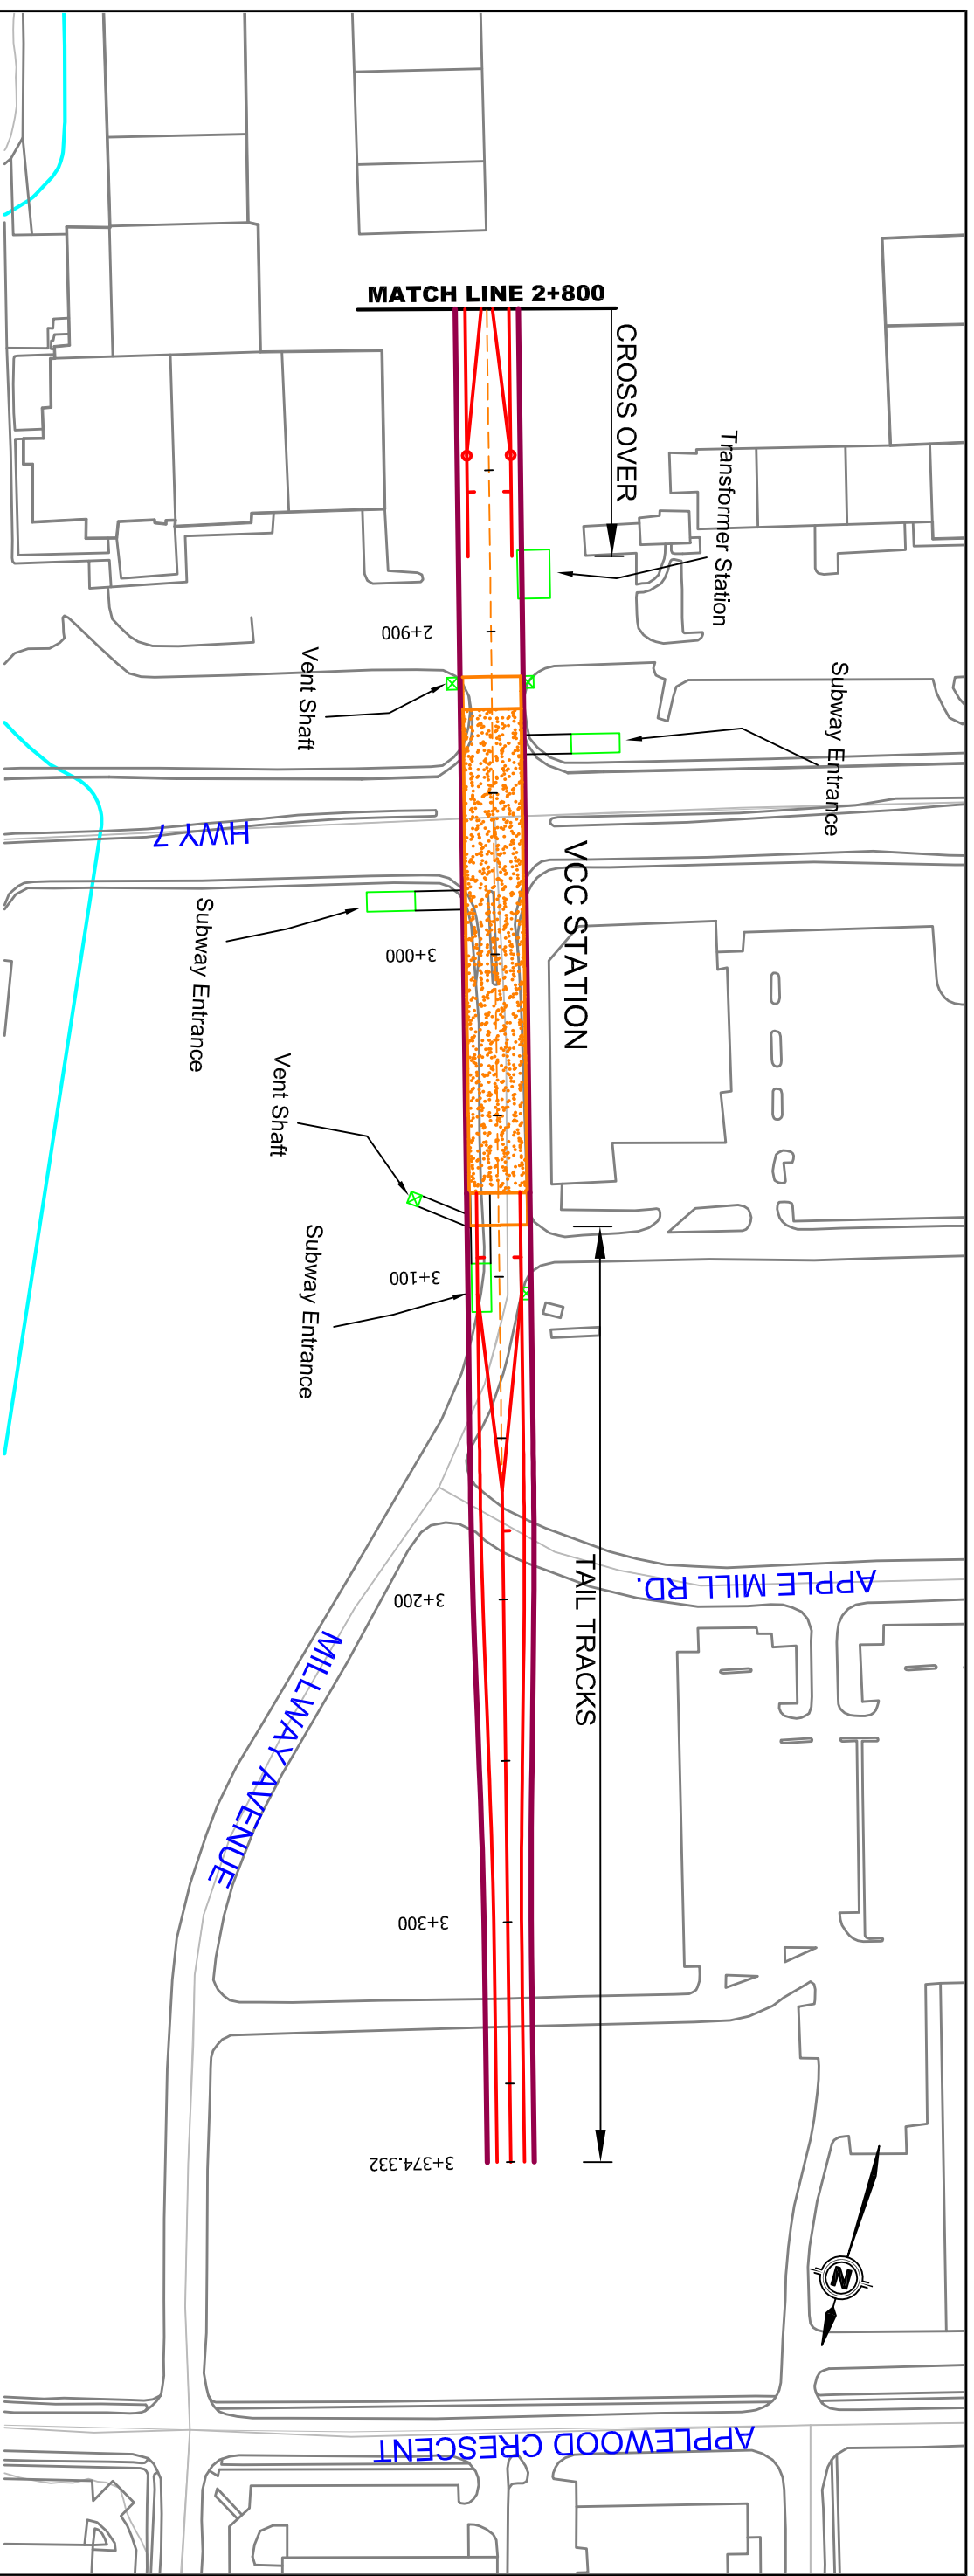 MATCH LINE 2+800
CROSS OVER
Transformer Station
2+900
Vent Shaft
Subway Entrance
HWY 7
VCC STATION
Subway Entrance
3+000
Vent Shaft
Subway Entrance
3+100
TAIL TRACKS
APPLE MILL RD.
3+200
MILLWAY AVENUE
3+300
3+374.332
N
APPLEWOOD CRESCENT